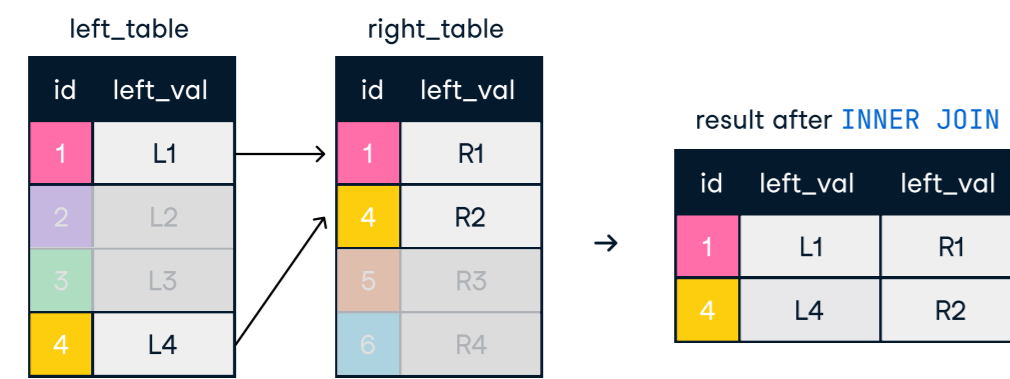 left_table
id left_val
1 L1
2 L2
3 L3
4 L4
right_table
id left_val
1 R1
4 R2
5 R3
6 R4
result after INNER JOIN
id left_val left_val
1 L1 R1
4 L4 R2